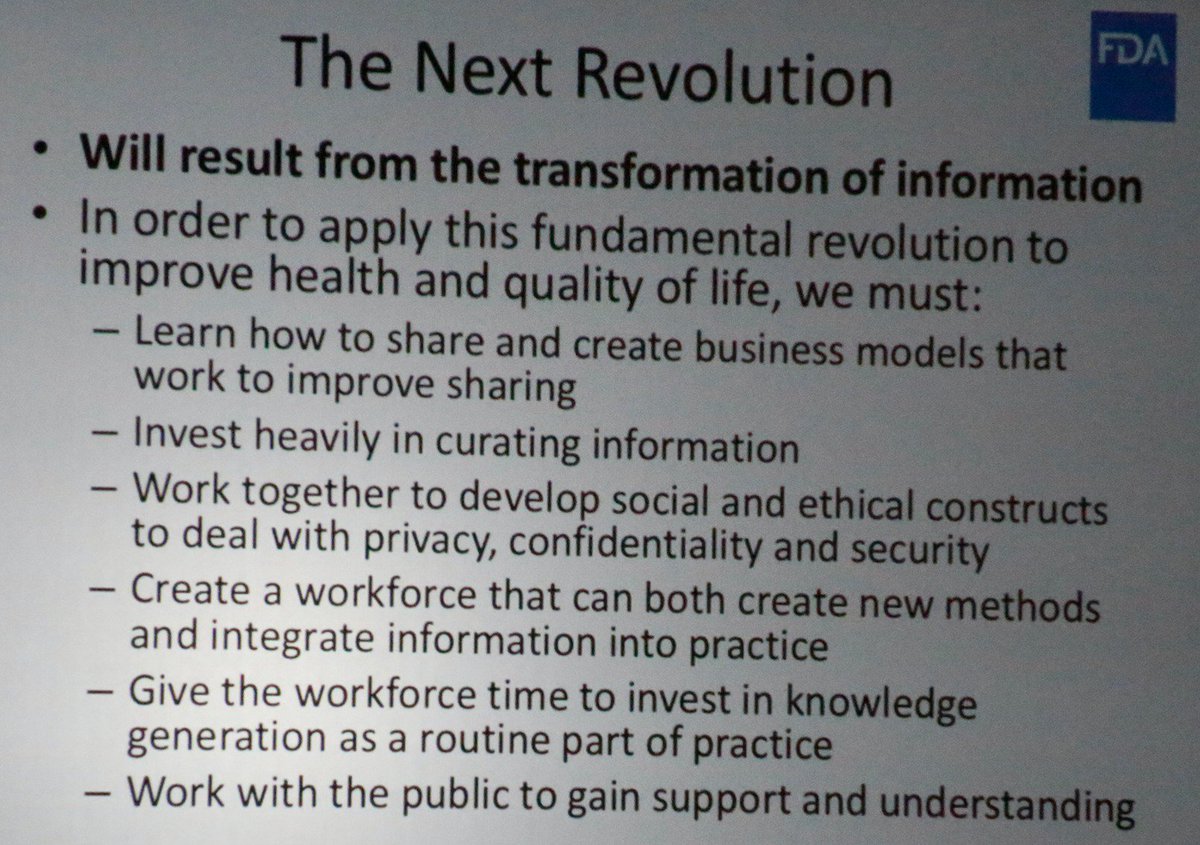 The Next Revolution
FDA
• Will result from the transformation of information
• In order to apply this fundamental revolution to
improve health and quality of life, we must:
– Learn how to share and create business models that
work to improve sharing
– Invest heavily in curating information
– Work together to develop social and ethical constructs
to deal with privacy, confidentiality and security
– Create a workforce that can both create new methods
and integrate information into practice
– Give the workforce time to invest in knowledge
generation as a routine part of practice
– Work with the public to gain support and understanding